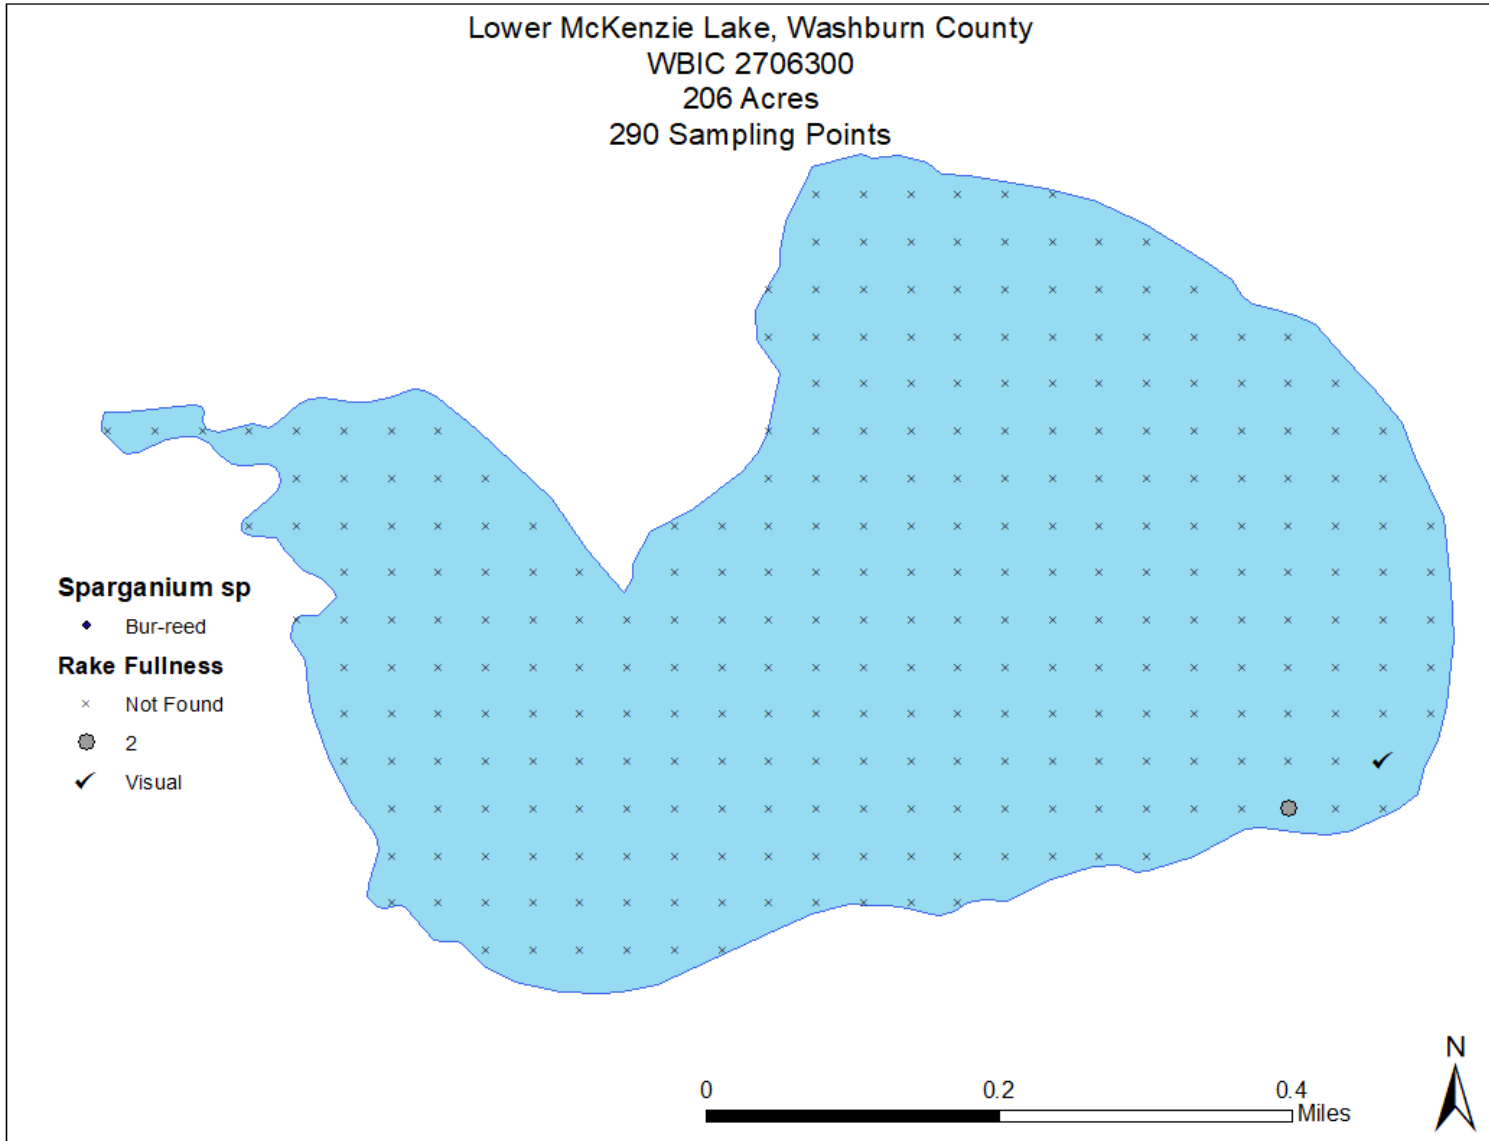 Lower McKenzie Lake, Washburn County
WBIC 2706300
206 Acres
290 Sampling Points
Sparganium sp
Bur-reed
Rake Fullness
Not Found
2
Visual
N
0 0.2 0.4
Miles